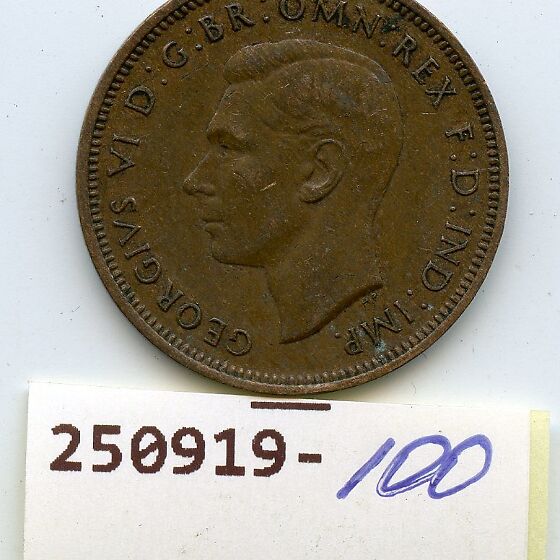 GEORGIVS VI D:G:BR:OMN:REX F:D:IND:IMP.
250919-100